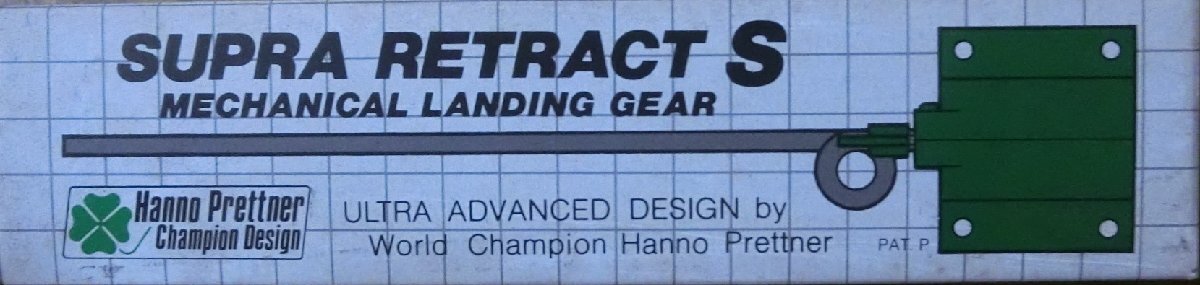 SUPRA RETRACT S
MECHANICAL LANDING GEAR
Hanno Prettner
Champion Design
ULTRA ADVANCED DESIGN by
World Champion Hanno Prettner
PAT. P.